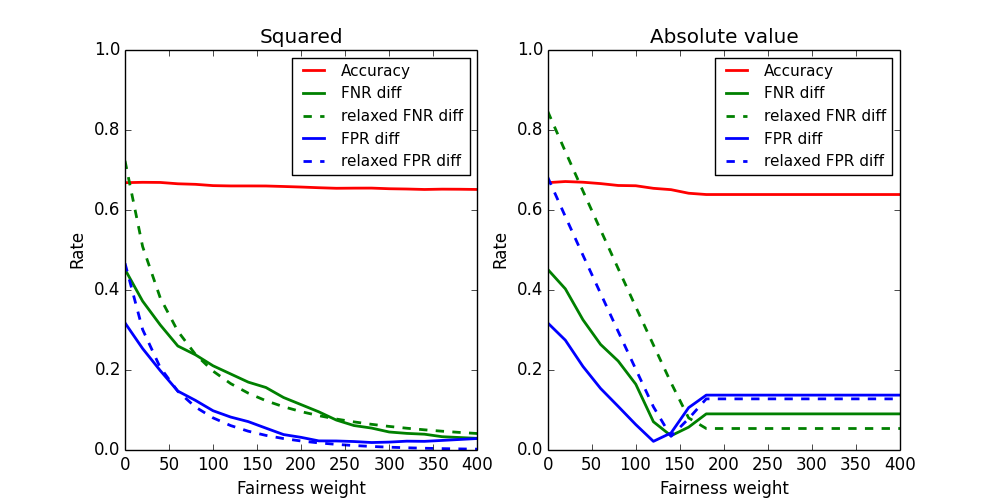 Squared
1.0
0.8
0.6
0.4
0.2
0.0
Rate
Accuracy
FNR diff
relaxed FNR diff
FPR diff
relaxed FPR diff
0 50 100 150 200 250 300 350 400
Fairness weight
Absolute value
1.0
0.8
0.6
0.4
0.2
0.0
Rate
Accuracy
FNR diff
relaxed FNR diff
FPR diff
relaxed FPR diff
0 50 100 150 200 250 300 350 400
Fairness weight